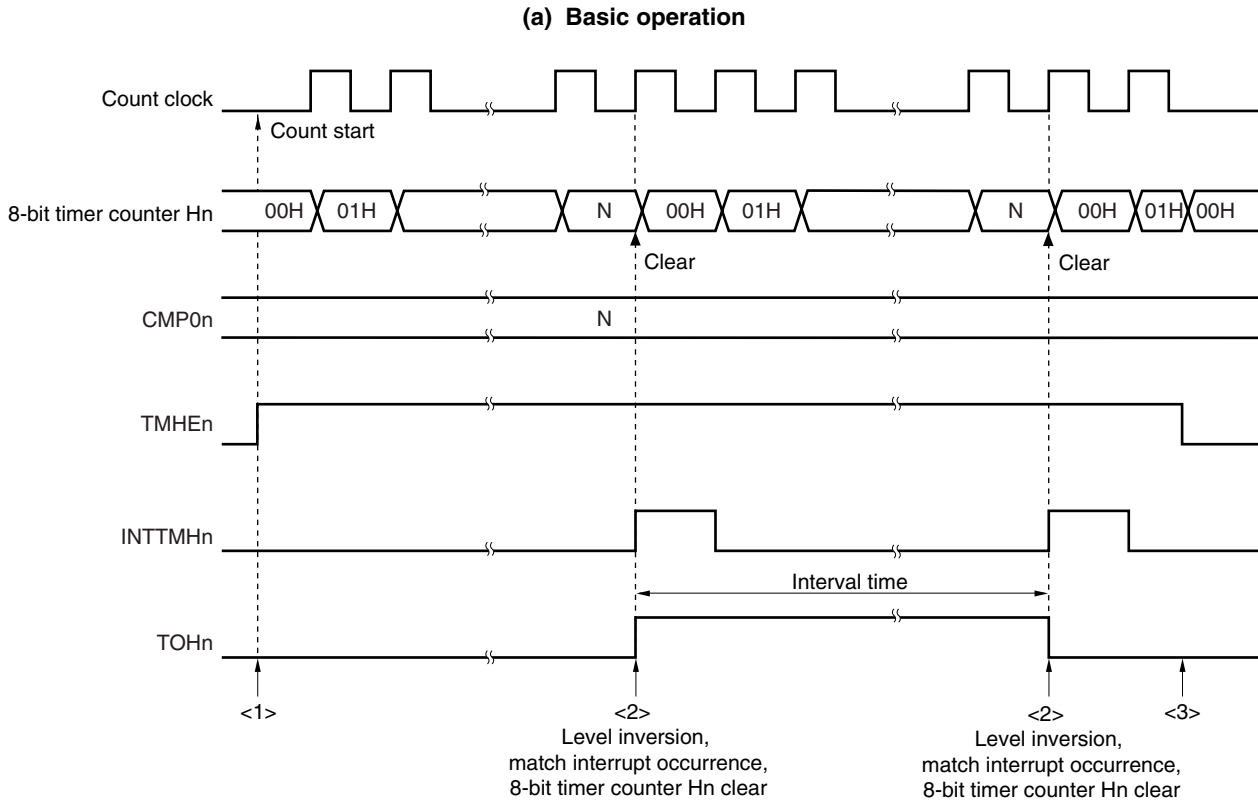 (a) Basic operation
Count clock
Count start
8-bit timer counter Hn
00H 01H N 00H 01H N 00H 01H 00H
Clear Clear
CMP0n
N
TMHEn
INTTMHn
Interval time
TOHn
<1> <2> <2> <3>
Level inversion,
match interrupt occurrence,
8-bit timer counter Hn clear
Level inversion,
match interrupt occurrence,
8-bit timer counter Hn clear